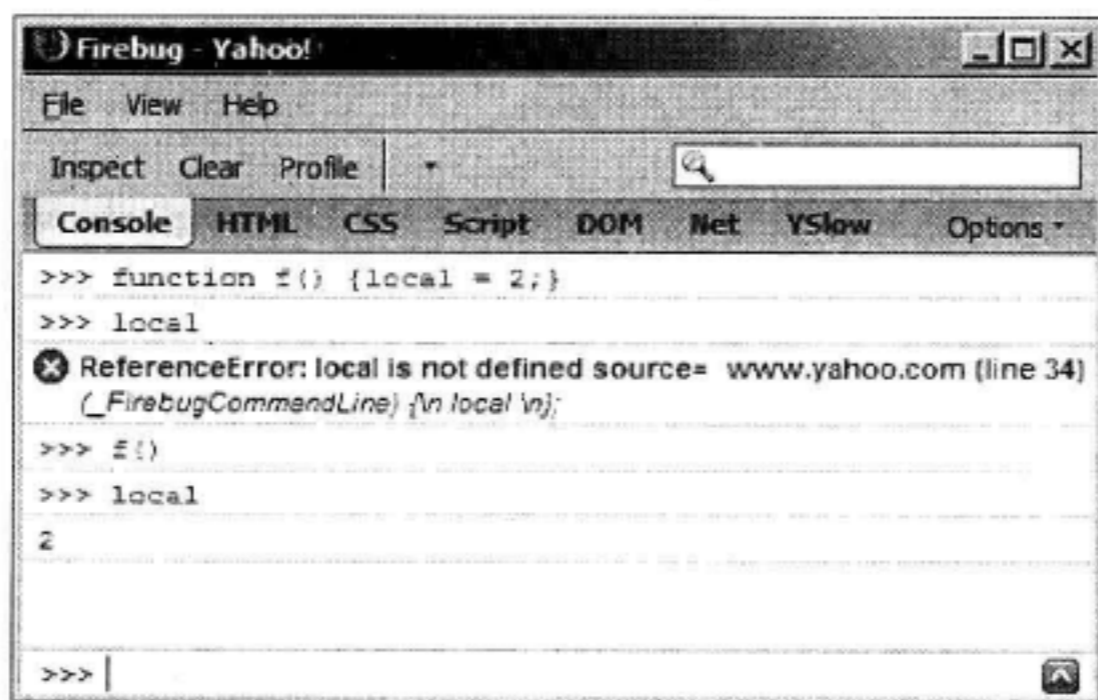 Firebug - Yahoo!
File View Help
Inspect Clear Profile
Console HTML CSS Script DOM Net YSlow Options
>>> function f() {local = 2;}
>>> local
ReferenceError: local is not defined source= www.yahoo.com (line 34)
(_FirebugCommandLine) {\n local \n};
>>> f()
>>> local
2
>>>